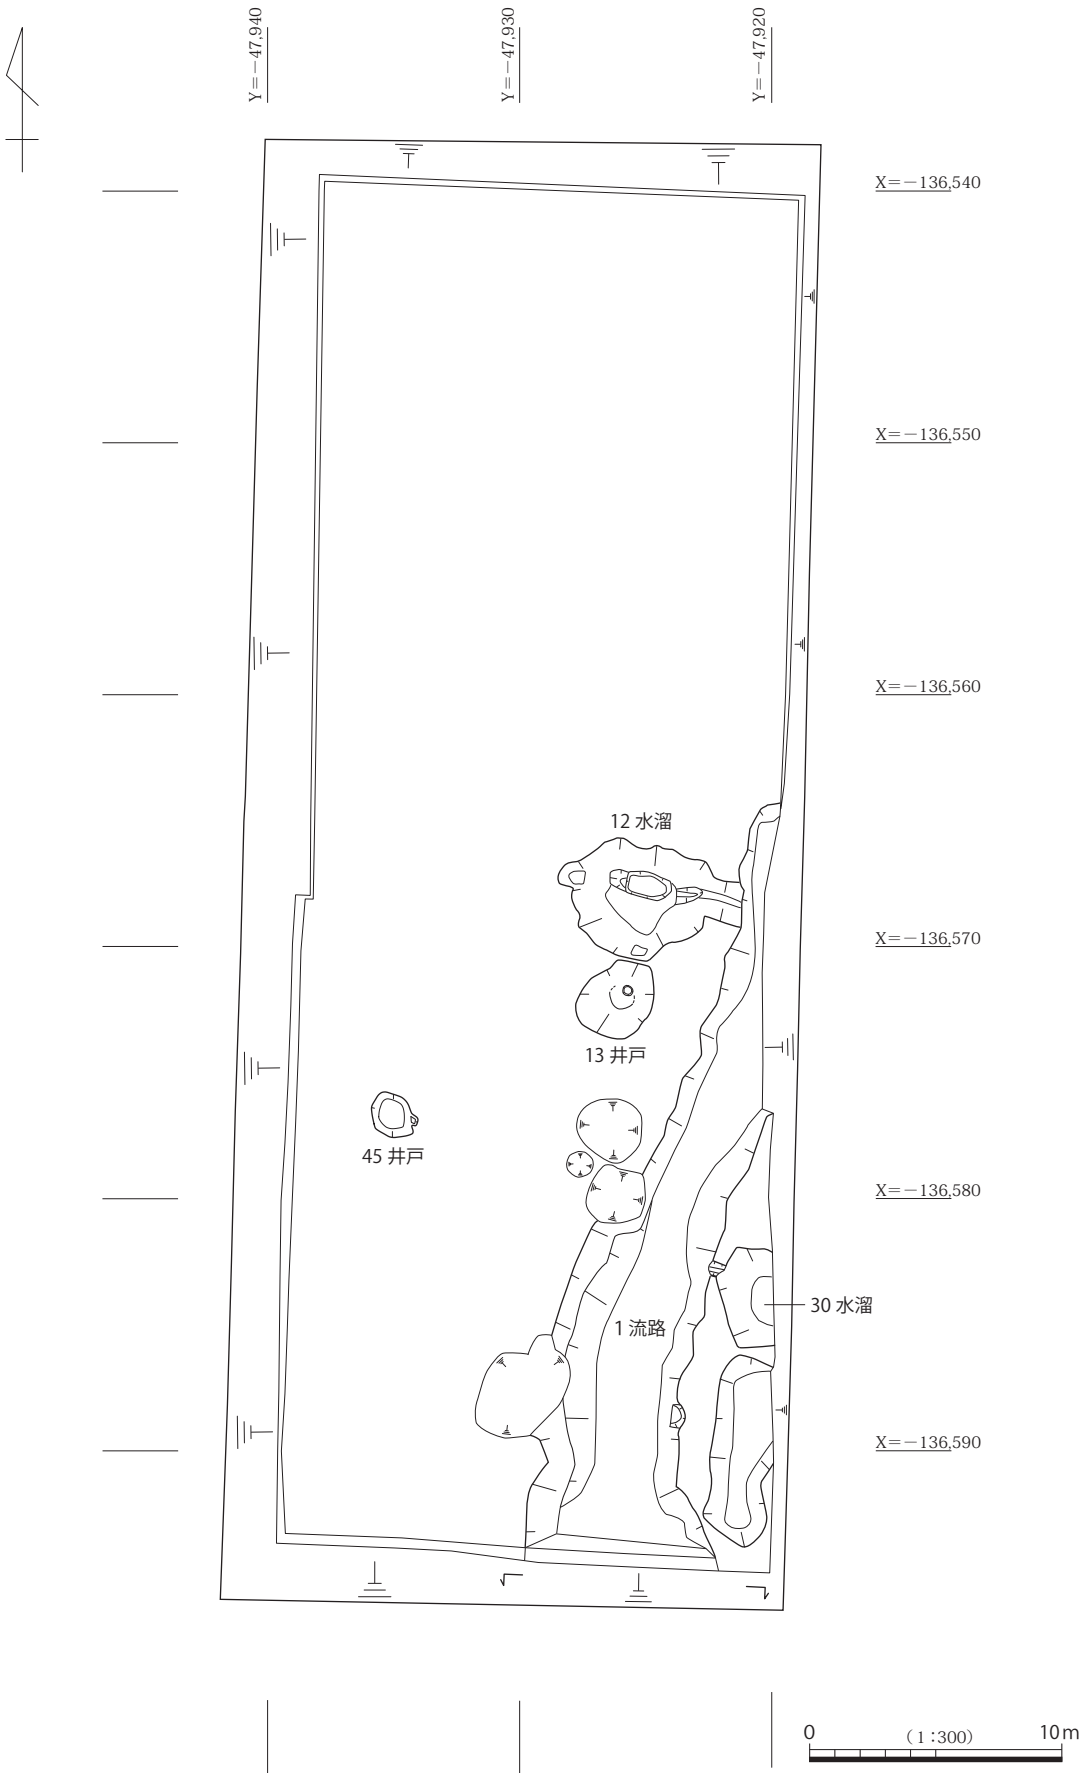 Y=－47,940
Y=－47,930
Y=－47,920
X=－136,540
X=－136,550
X=－136,560
12 水溜
X=－136,570
13 井戸
45 井戸
X=－136,580
30 水溜
1 流路
X=－136,590
0 （1：300） 10m